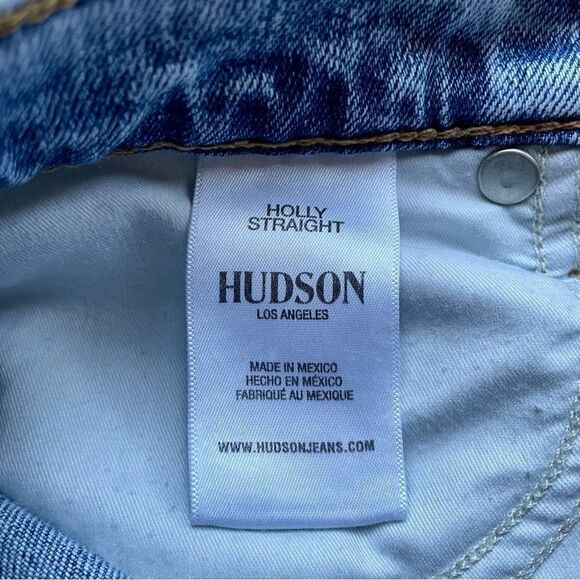 HOLLY
STRAIGHT
HUDSON
LOS ANGELES
MADE IN MEXICO
HECHO EN MÉXICO
FABRIQUÉ AU MEXIQUE
WWW.HUDSONJEANS.COM